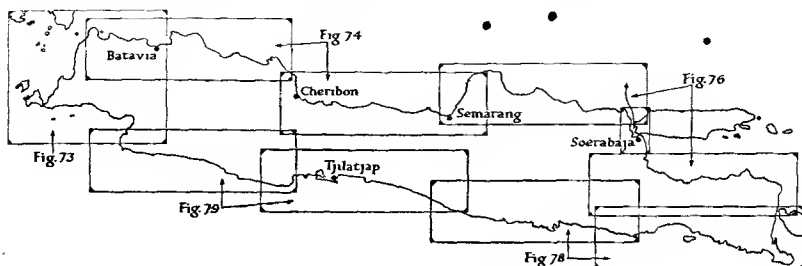 Fig 74
Batavia
Fig. 76
Cheribon
Semarang
Soerabaja
Fig. 73
Tjilatjap
Fig. 79
Fig. 78